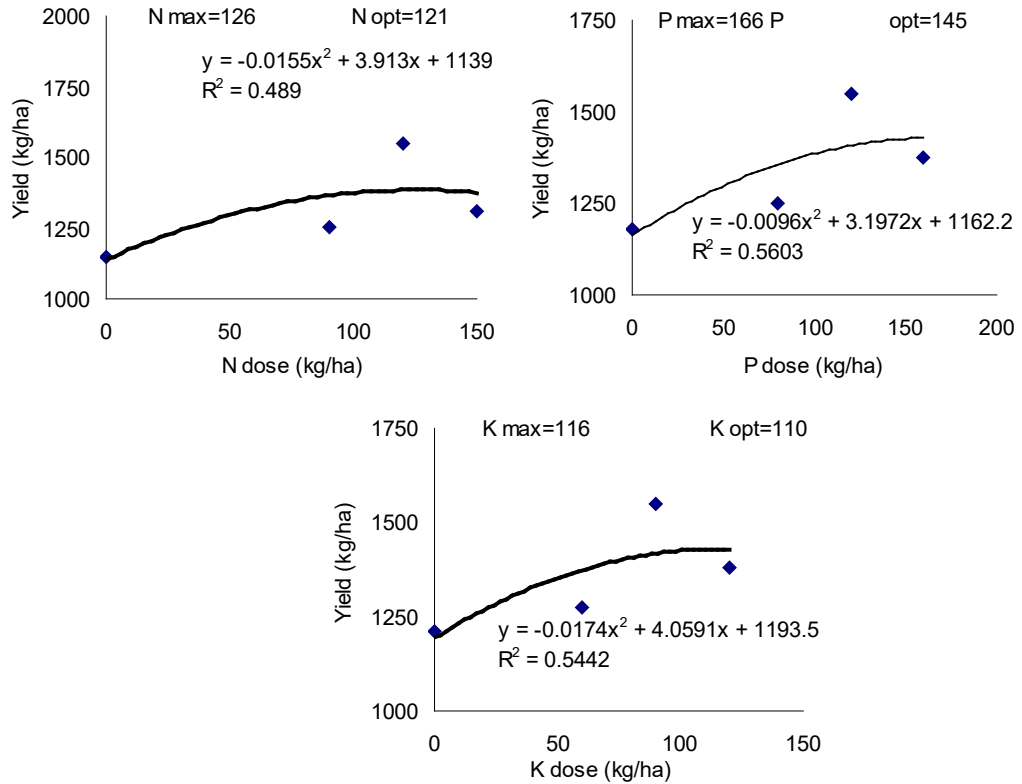 N max=126 N opt=121
y = -0.0155x² + 3.913x + 1139
R² = 0.489
2000
1750
1500
1250
1000
Yield (kg/ha)
0 50 100 150
N dose (kg/ha)
P max=166 P opt=145
1750
1500
1250
1000
Yield (kg/ha)
y = -0.0096x² + 3.1972x + 1162.2
R² = 0.5603
0 50 100 150 200
P dose (kg/ha)
K max=116 K opt=110
1750
1500
1250
1000
Yield (kg/ha)
y = -0.0174x² + 4.0591x + 1193.5
R² = 0.5442
0 50 100 150
K dose (kg/ha)